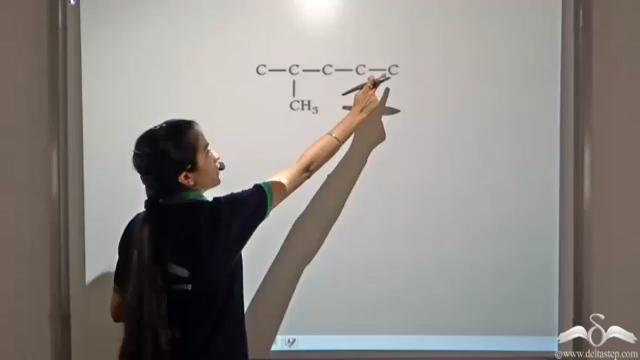 C — C — C — C — C
|
CH₃
©www.deltastep.com